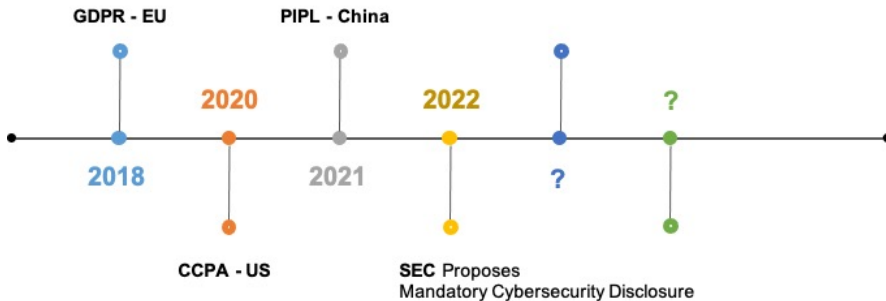 GDPR - EU
PIPL - China
2020
2022
?
2018
2021
?
CCPA - US
SEC Proposes
Mandatory Cybersecurity Disclosure